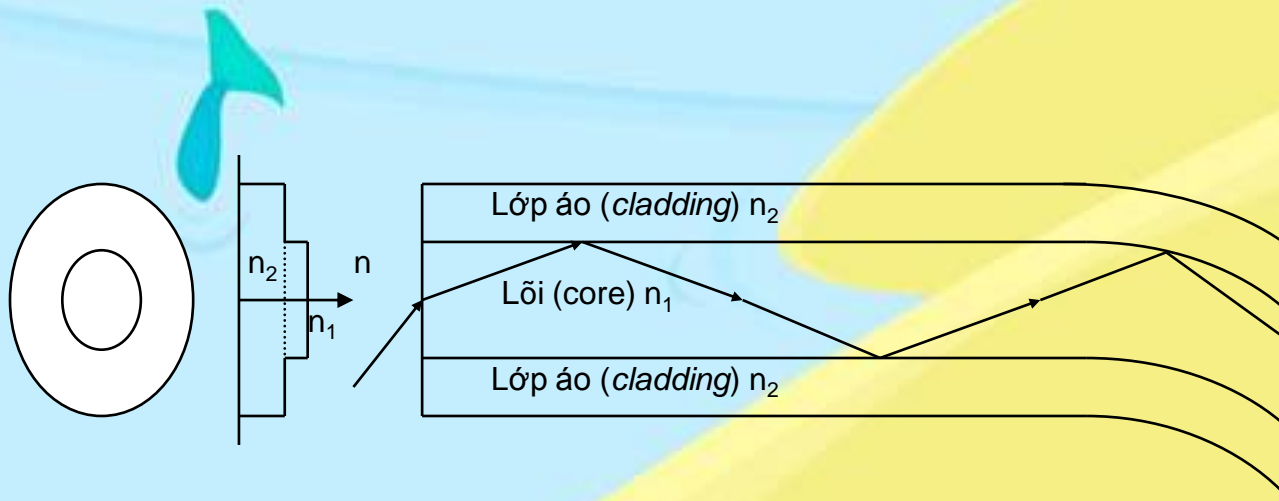 Lớp áo (cladding) n₂
n₂
n
Lõi (core) n₁
n₁
Lớp áo (cladding) n₂